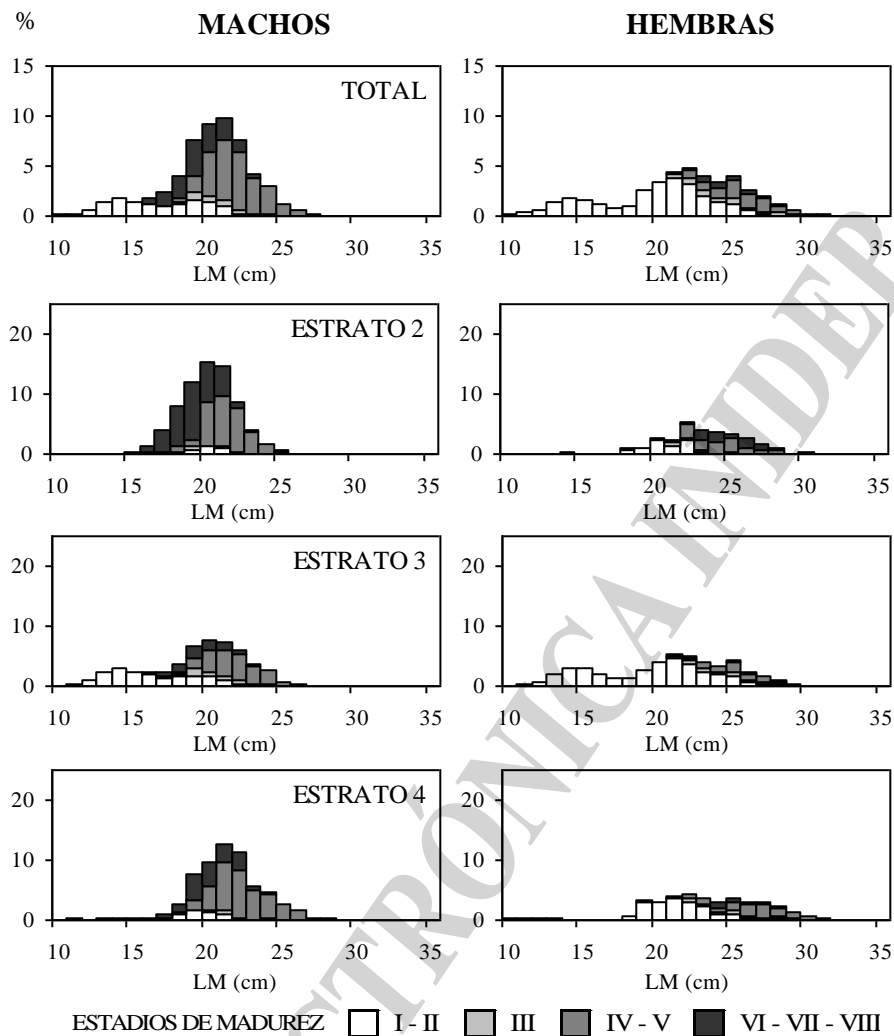 % MACHOS HEMBRAS
15
10
5
0
TOTAL
10 15 20 25 30 35
LM (cm)
10 15 20 25 30 35
LM (cm)
20
10
0
ESTRATO 2
10 15 20 25 30 35
LM (cm)
20
10
0
10 15 20 25 30 35
LM (cm)
20
10
0
ESTRATO 3
10 15 20 25 30 35
LM (cm)
20
10
0
10 15 20 25 30 35
LM (cm)
20
10
0
ESTRATO 4
10 15 20 25 30 35
LM (cm)
20
10
0
10 15 20 25 30 35
LM (cm)
ESTADIOS DE MADUREZ I - II III IV - V VI - VII - VIII
STRÓNICA INIDEP